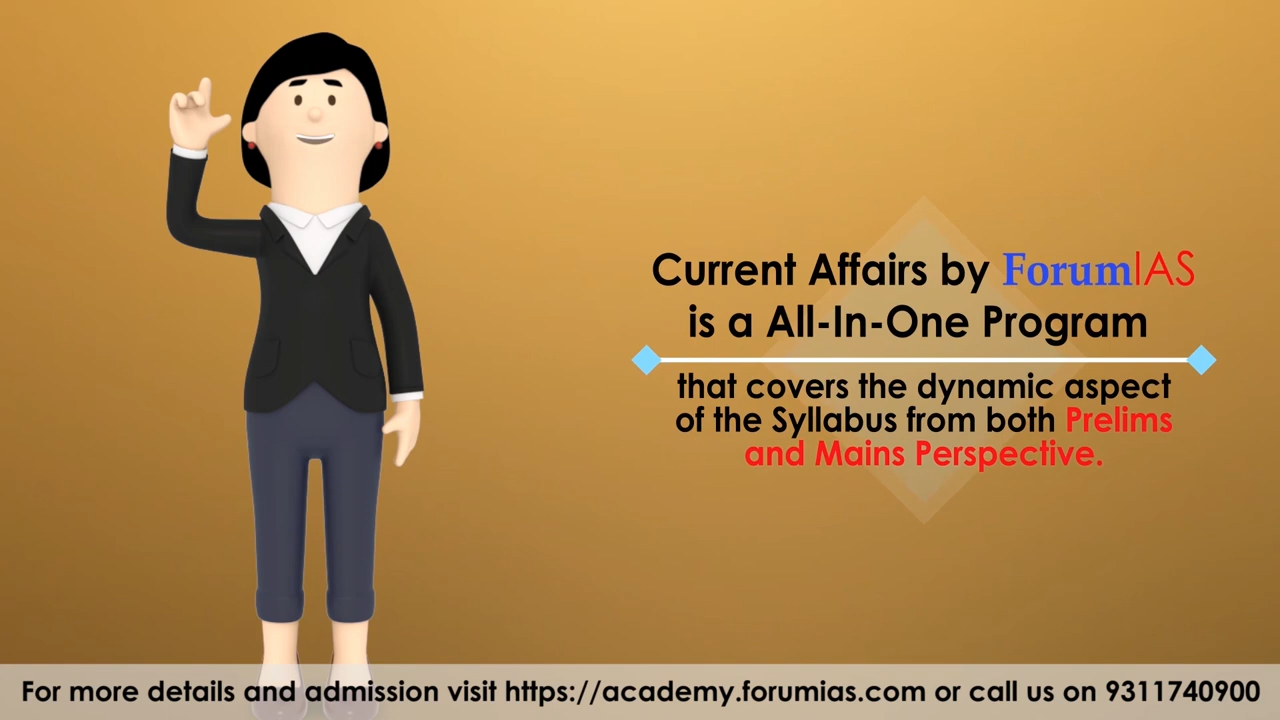 Current Affairs by ForumIAS
is a All-In-One Program
that covers the dynamic aspect
of the Syllabus from both Prelims
and Mains Perspective.
For more details and admission visit https://academy.forumias.com or call us on 9311740900